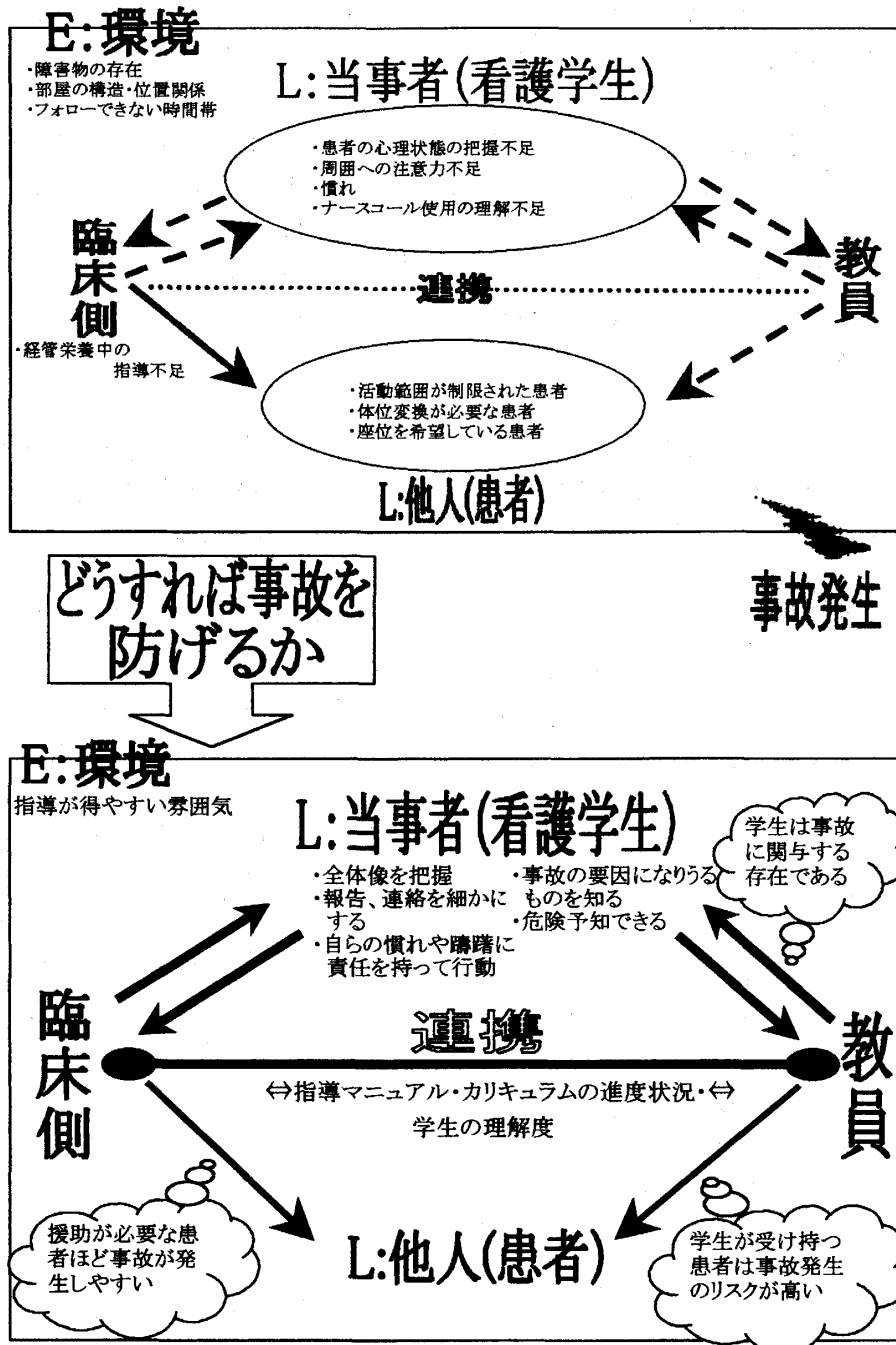 E:環境
・障害物の存在
・部屋の構造・位置関係
・フォローできない時間帯
L:当事者(看護学生)
・患者の心理状態の把握不足
・周囲への注意力不足
・慣れ
・ナースコール使用の理解不足
臨床側
教員
連携
・経管栄養中の
指導不足
・活動範囲が制限された患者
・体位変換が必要な患者
・座位を希望している患者
L:他人(患者)
事故発生
どうすれば事故を
防げるか
E:環境
指導が得やすい雰囲気
L:当事者(看護学生)
・全体像を把握
・報告、連絡を細かに
する
・自らの慣れや躊躇に
責任を持って行動
・事故の要因になりうる
ものを知る
・危険予知できる
学生は事故
に関与する
存在である
臨床側
教員
連携
⇔指導マニュアル・カリキュラムの進度状況・⇔
学生の理解度
援助が必要な患
者ほど事故が発
生しやすい
L:他人(患者)
学生が受け持つ
患者は事故発生
のリスクが高い